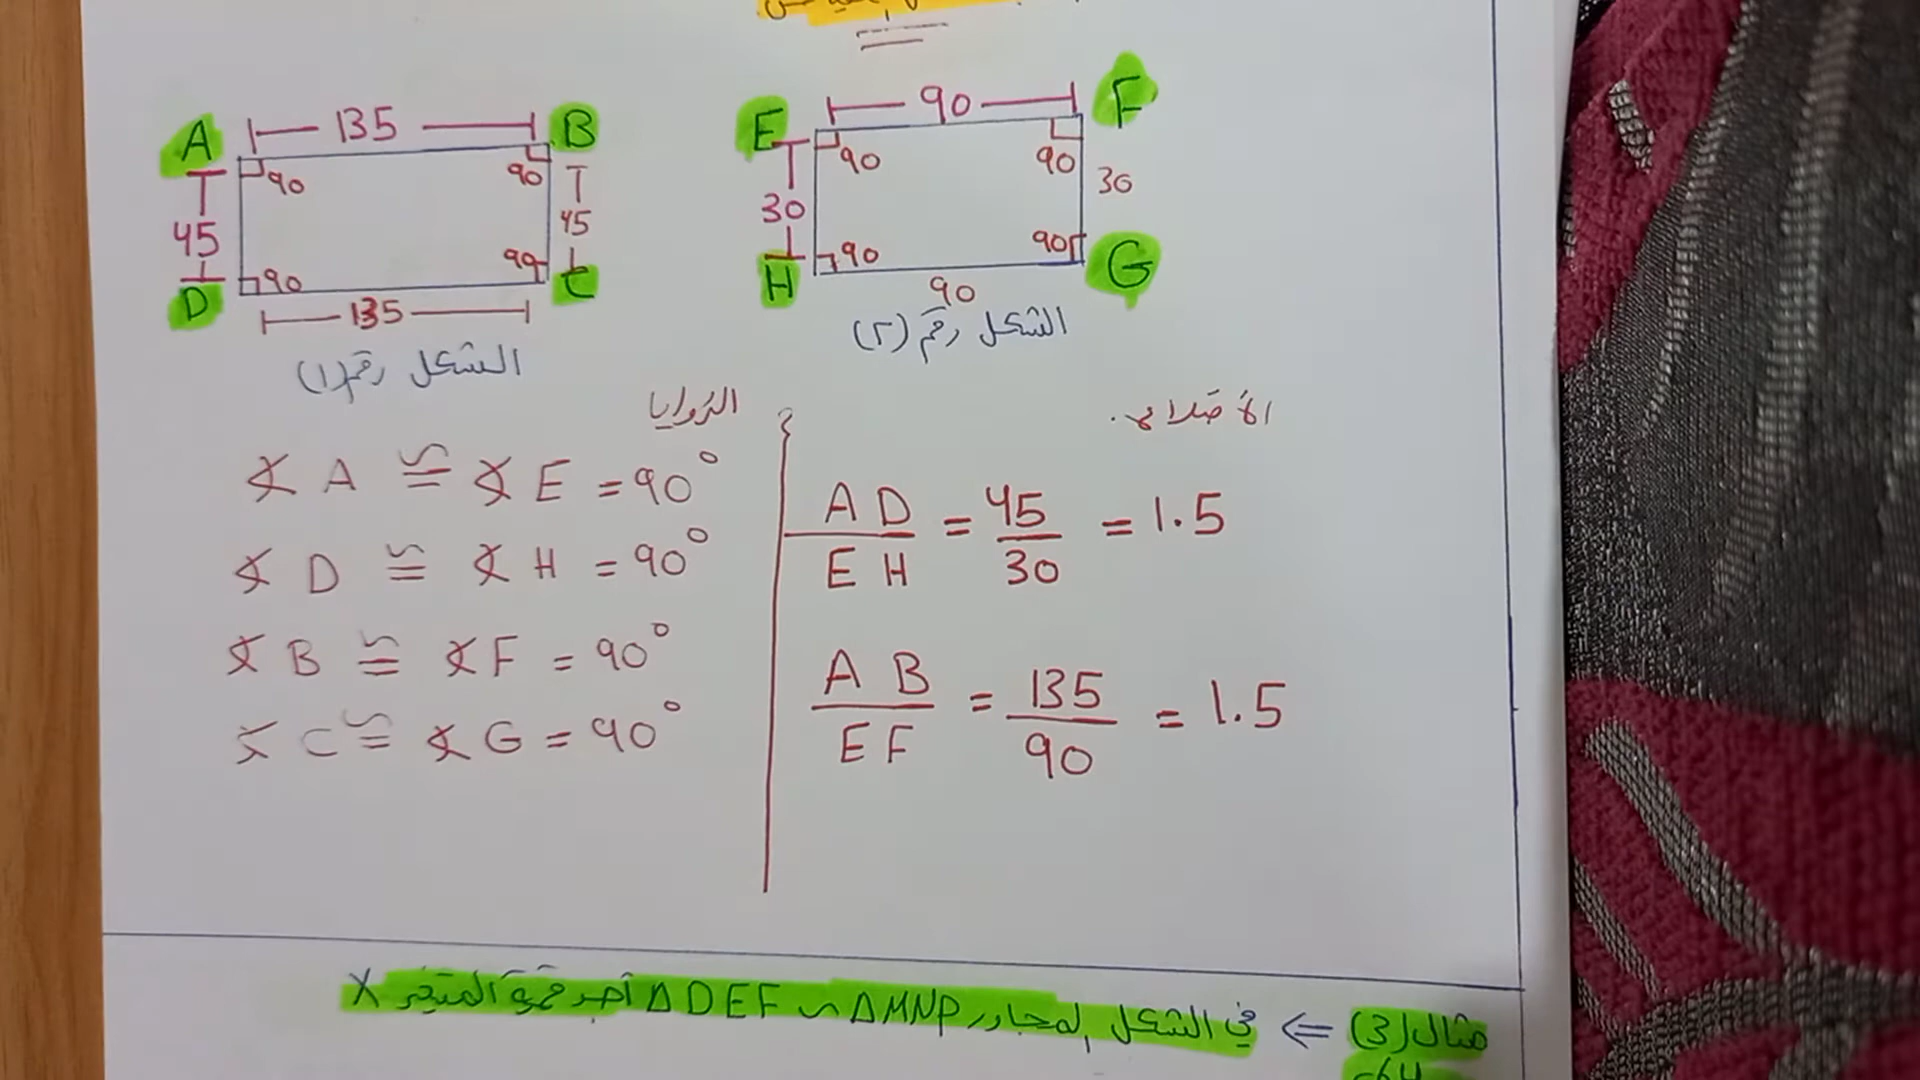 A 135 B
90 90
45 45
90 90
D 135 C
الشكل رقم (١)
E 90 F
90 90
30 30
90 90
H 90 G
الشكل رقم (٢)
الزوايا
∢ A ≅ ∢ E = 90°
∢ D ≅ ∢ H = 90°
∢ B ≅ ∢ F = 90°
∢ C ≅ ∢ G = 90°
الأضلاع.
AD/EH = 45/30 = 1.5
AB/EF = 135/90 = 1.5
مثال (3) ⇐ في الشكل المجاور ΔDEF ~ ΔMNP أجد قيمة المتغير X